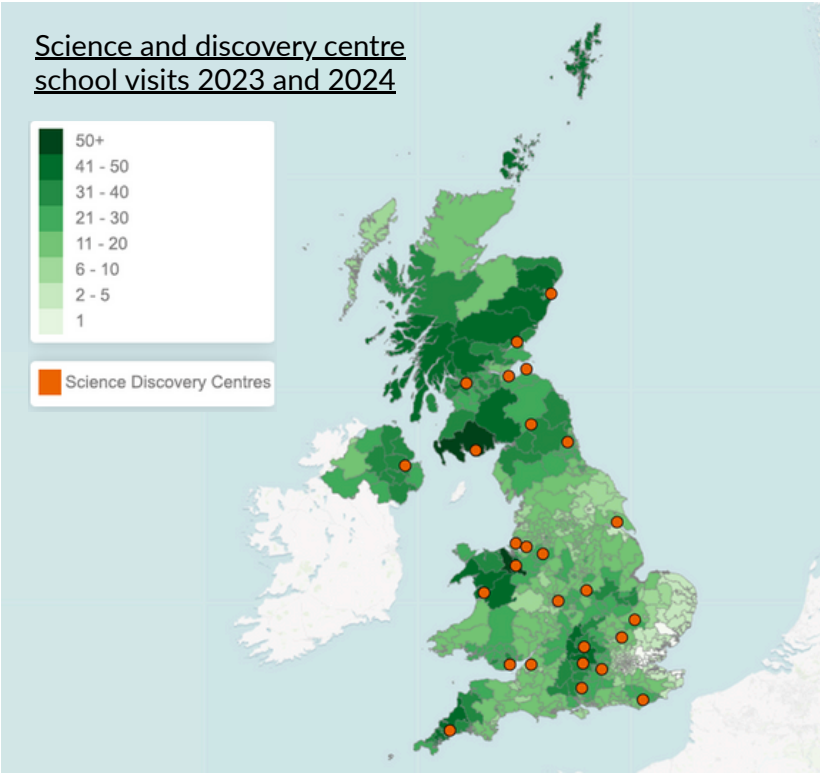 Science and discovery centre
school visits 2023 and 2024
50+
41 - 50
31 - 40
21 - 30
11 - 20
6 - 10
2 - 5
1
Science Discovery Centres